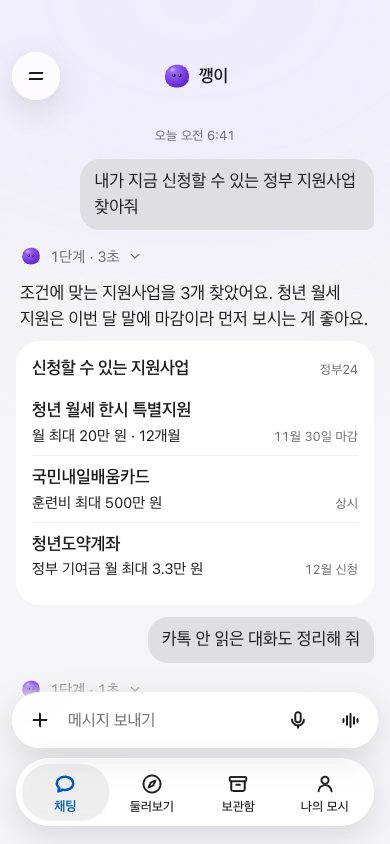 깽이
오늘 오전 6:41
내가 지금 신청할 수 있는 정부 지원사업
찾아줘
1단계 · 3초
조건에 맞는 지원사업을 3개 찾았어요. 청년 월세
지원은 이번 달 말에 마감이라 먼저 보시는 게 좋아요.
신청할 수 있는 지원사업
정부24
청년 월세 한시 특별지원
월 최대 20만 원 · 12개월
11월 30일 마감
국민내일배움카드
훈련비 최대 500만 원
상시
청년도약계좌
정부 기여금 월 최대 3.3만 원
12월 신청
카톡 안 읽은 대화도 정리해 줘
1단계 · 1초
메시지 보내기
채팅
둘러보기
보관함
나의 모시